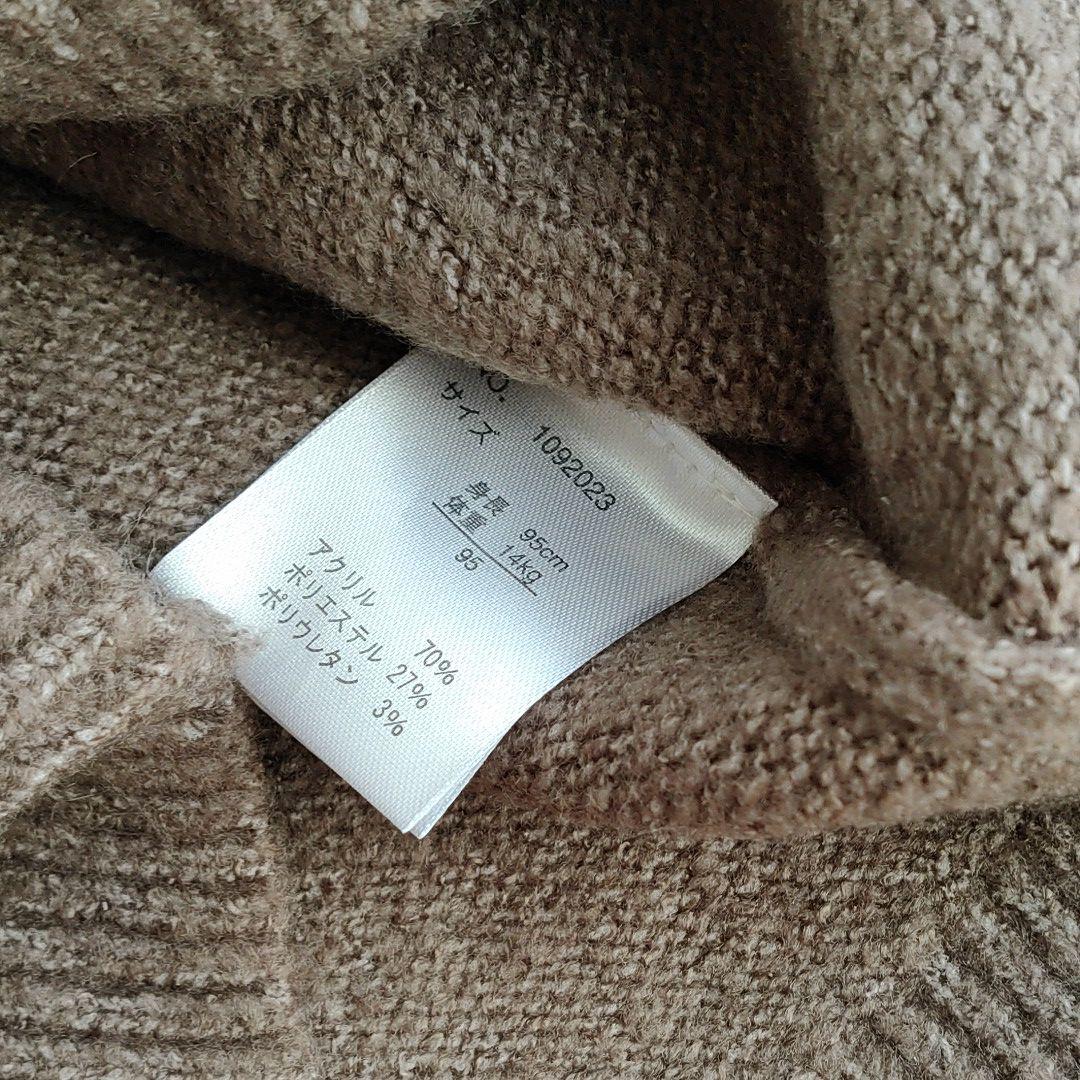 1092023
サイズ
身長 95cm
体重 14kg
95
アクリル 70%
ポリエステル 27%
ポリウレタン 3%